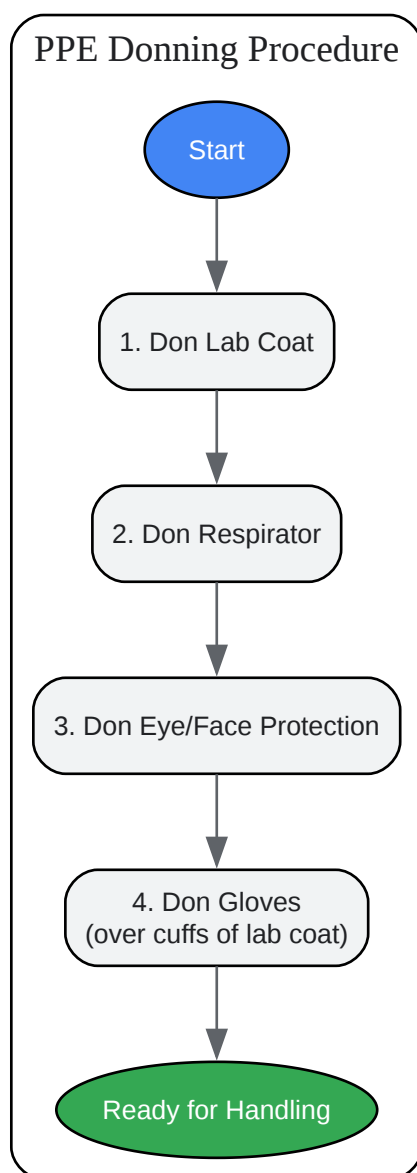 PPE Donning Procedure
Start
1. Don Lab Coat
2. Don Respirator
3. Don Eye/Face Protection
4. Don Gloves
(over cuffs of lab coat)
Ready for Handling